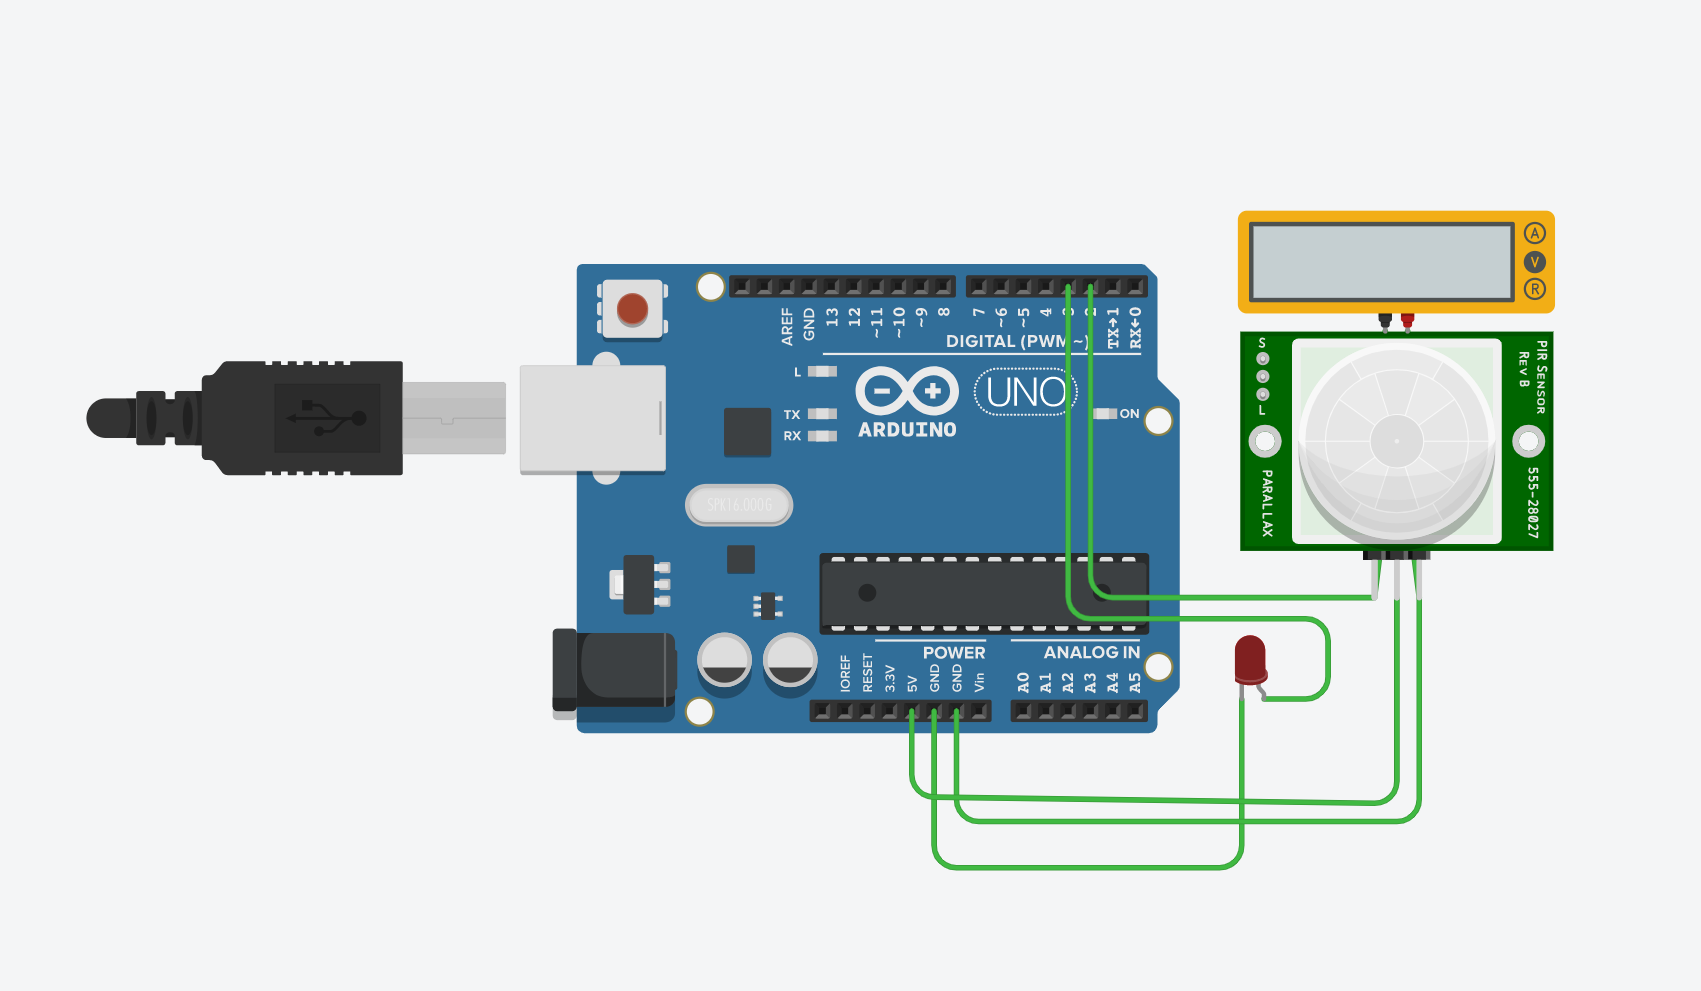 A
V
R
AREF
GND
13
12
~11
~10
~9
8
7
~6
~5
4
2
TX→1
RX←0
DIGITAL (PWM~)
L
TX
RX
UNO
ARDUINO
ON
S
L
PIR SENSOR
REV B
PARALLAX
555-28027
SPK16.000G
IOREF
RESET
3.3V
5V
GND
GND
Vin
POWER
ANALOG IN
A0
A1
A2
A3
A4
A5